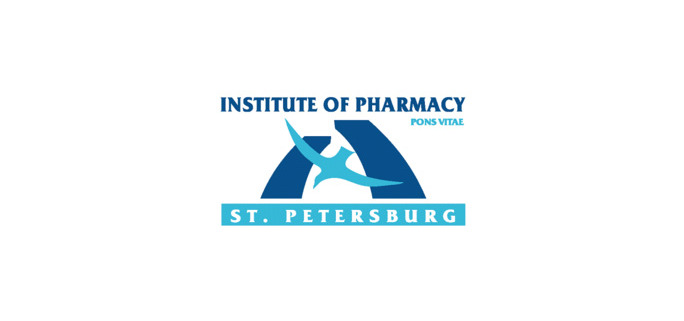 INSTITUTE OF PHARMACY
PONS VITAE
ST. PETERSBURG